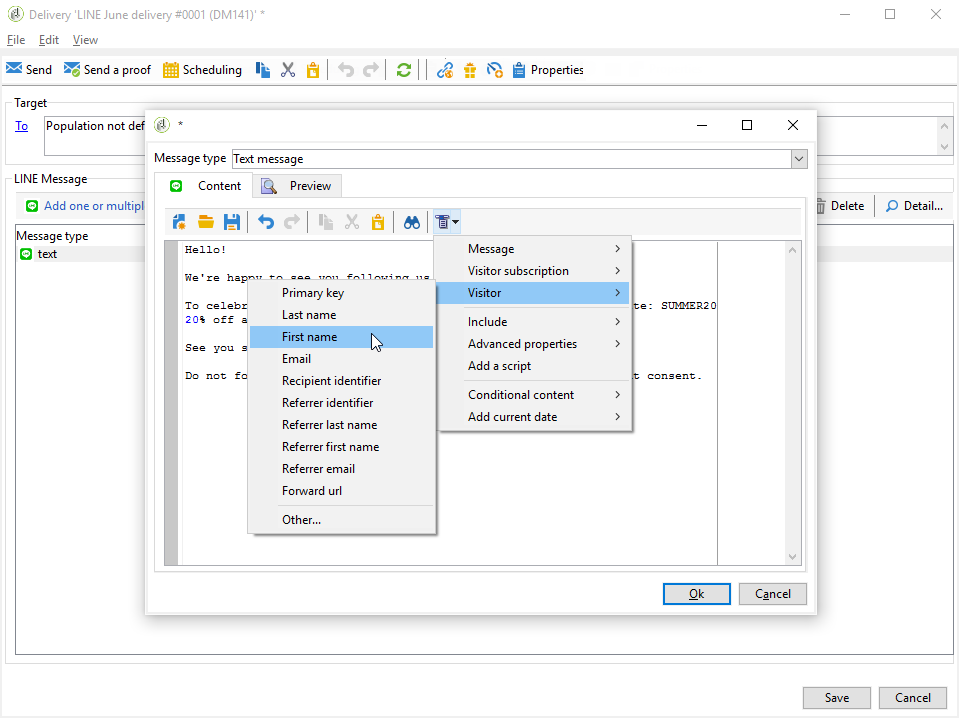 Delivery 'LINE June delivery #0001 (DM141)' *
File Edit View
Send Send a proof Scheduling Properties
Target
To Population not def
*
Message type Text message
Content Preview
LINE Message
Add one or multipl Delete Detail...
Message type
text
Hello!
We're happy to see you following us
To celebr te: SUMMER20
20% off a
See you s
Do not fo t consent.
Message
Visitor subscription
Visitor
Include
Advanced properties
Add a script
Conditional content
Add current date
Primary key
Last name
First name
Email
Recipient identifier
Referrer identifier
Referrer last name
Referrer first name
Referrer email
Forward url
Other...
Ok Cancel
Save Cancel